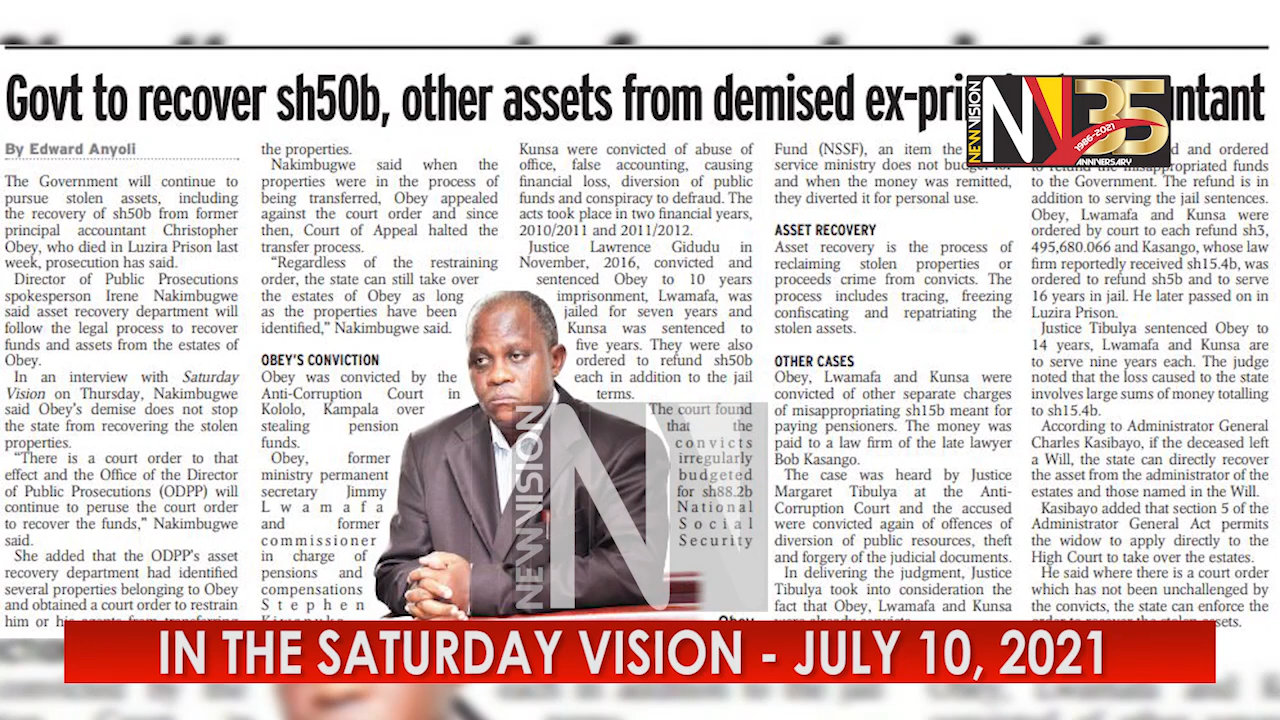 Govt to recover sh50b, other assets from demised ex-pri
ntant
NEW VISION
NV
35
1986-2021
ANNIVERSARY
By Edward Anyoli
The Government will continue to
pursue stolen assets, including
the recovery of sh50b from former
principal accountant Christopher
Obey, who died in Luzira Prison last
week, prosecution has said.
Director of Public Prosecutions
spokesperson Irene Nakimbugwe
said asset recovery department will
follow the legal process to recover
funds and assets from the estates of
Obey.
In an interview with Saturday
Vision on Thursday, Nakimbugwe
said Obey's demise does not stop
the state from recovering the stolen
properties.
“There is a court order to that
effect and the Office of the Director
of Public Prosecutions (ODPP) will
continue to peruse the court order
to recover the funds,” Nakimbugwe
said.
She added that the ODPP's asset
recovery department had identified
several properties belonging to Obey
and obtained a court order to restrain
him or his agents from transferring
the properties.
Nakimbugwe said when the
properties were in the process of
being transferred, Obey appealed
against the court order and since
then, Court of Appeal halted the
transfer process.
“Regardless of the restraining
order, the state can still take over
the estates of Obey as long
as the properties have been
identified,” Nakimbugwe said.
OBEY'S CONVICTION
Obey was convicted by the
Anti-Corruption Court in
Kololo, Kampala over
stealing pension
funds.
Obey, former
ministry permanent
secretary Jimmy
Lwamafa
and former
commissioner
in charge of
pensions and
compensations
Stephen
Kunsa were convicted of abuse of
office, false accounting, causing
financial loss, diversion of public
funds and conspiracy to defraud. The
acts took place in two financial years,
2010/2011 and 2011/2012.
Justice Lawrence Gidudu in
November, 2016, convicted and
sentenced Obey to 10 years
imprisonment, Lwamafa, was
jailed for seven years and
Kunsa was sentenced to
five years. They were also
ordered to refund sh50b
each in addition to the jail
terms.
The court found
that the
convicts
irregularly
budgeted
for sh88.2b
National
Social
Security
Obey
Fund (NSSF), an item the
service ministry does not budget for
and when the money was remitted,
they diverted it for personal use.
ASSET RECOVERY
Asset recovery is the process of
reclaiming stolen properties or
proceeds crime from convicts. The
process includes tracing, freezing
confiscating and repatriating the
stolen assets.
OTHER CASES
Obey, Lwamafa and Kunsa were
convicted of other separate charges
of misappropriating sh15b meant for
paying pensioners. The money was
paid to a law firm of the late lawyer
Bob Kasango.
The case was heard by Justice
Margaret Tibulya at the Anti-
Corruption Court and the accused
were convicted again of offences of
diversion of public resources, theft
and forgery of the judicial documents.
In delivering the judgment, Justice
Tibulya took into consideration the
fact that Obey, Lwamafa and Kunsa
were already convicts
d and ordered
to refund the misappropriated funds
to the Government. The refund is in
addition to serving the jail sentences.
Obey, Lwamafa and Kunsa were
ordered by court to each refund sh3,
495,680.066 and Kasango, whose law
firm reportedly received sh15.4b, was
ordered to refund sh5b and to serve
16 years in jail. He later passed on in
Luzira Prison.
Justice Tibulya sentenced Obey to
14 years, Lwamafa and Kunsa are
to serve nine years each. The judge
noted that the loss caused to the state
involves large sums of money totalling
to sh15.4b.
According to Administrator General
Charles Kasibayo, if the deceased left
a Will, the state can directly recover
the asset from the administrator of the
estates and those named in the Will.
Kasibayo added that section 5 of the
Administrator General Act permits
the widow to apply directly to the
High Court to take over the estates.
He said where there is a court order
which has not been unchallenged by
the convicts, the state can enforce the
order to recover the stolen assets.
NEW VISION
N
IN THE SATURDAY VISION - JULY 10, 2021